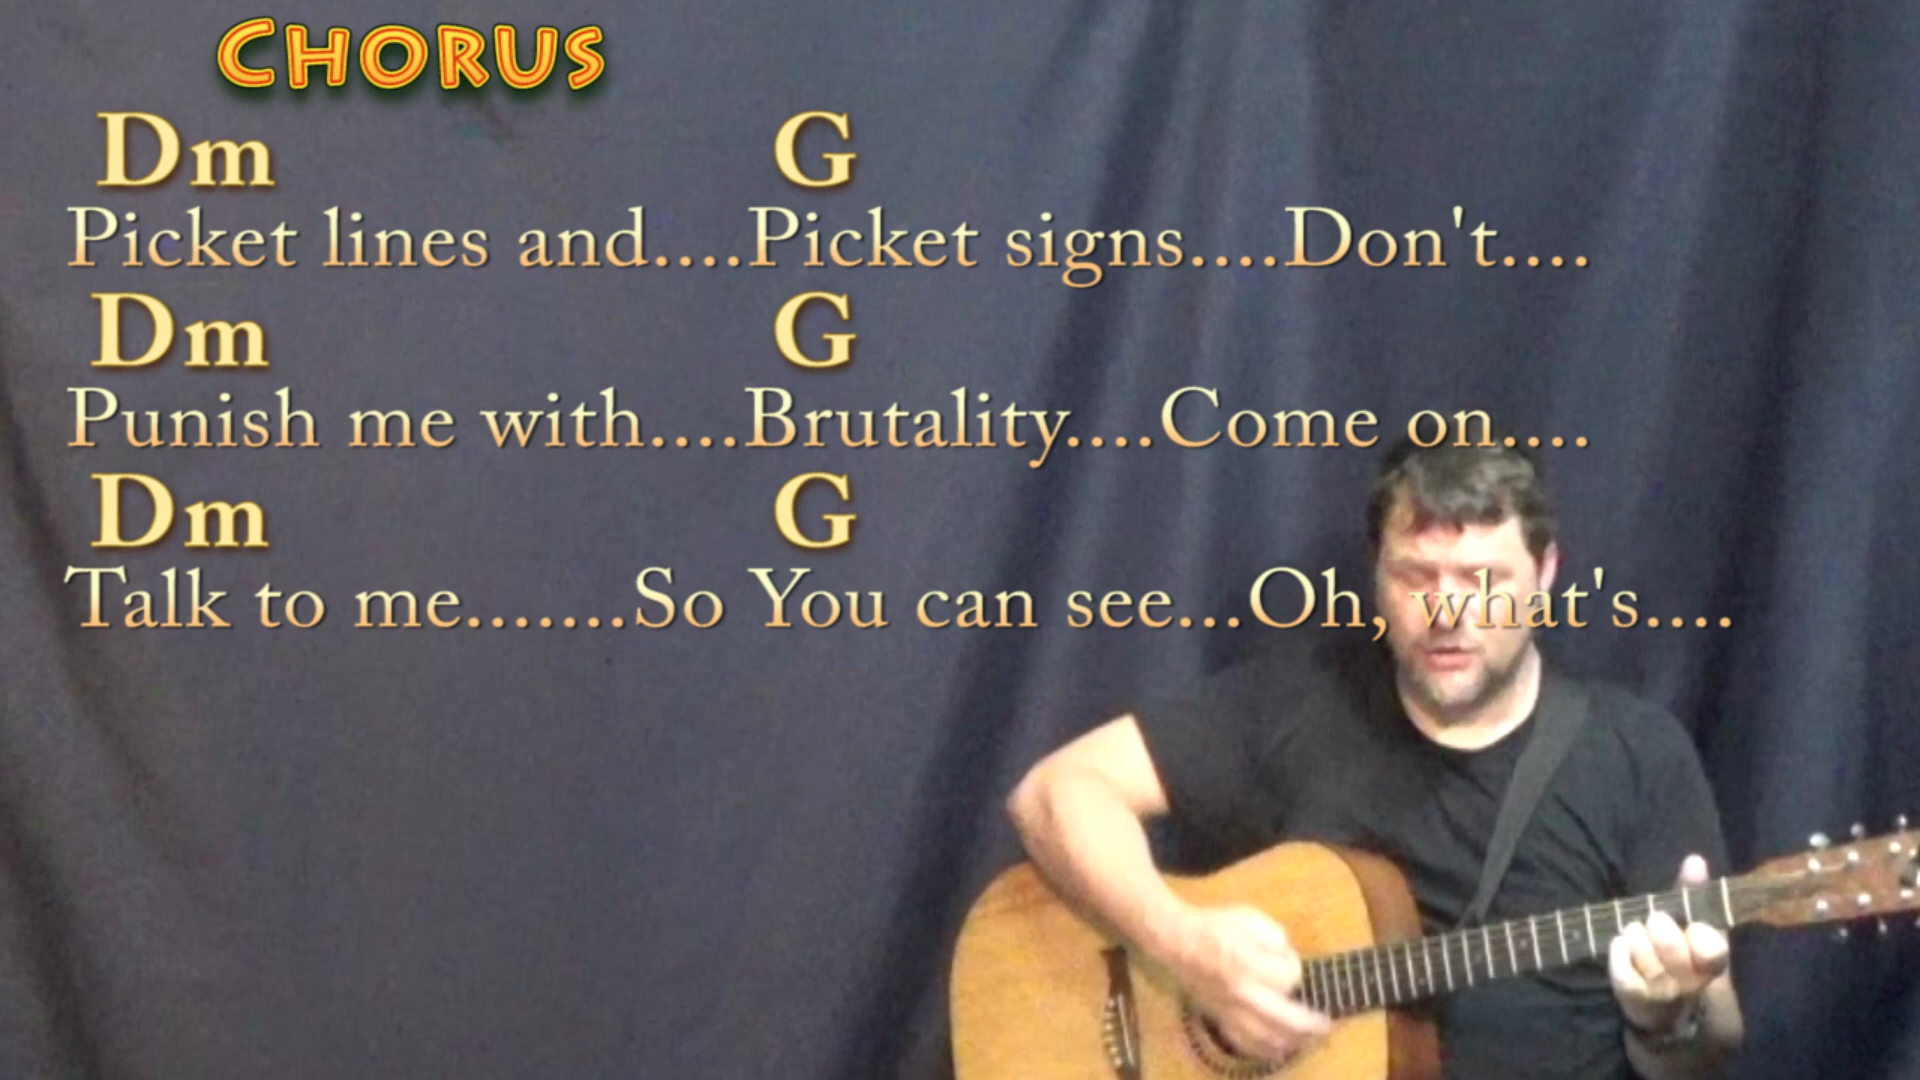 CHORUS
Dm G
Picket lines and....Picket signs....Don't....
Dm G
Punish me with....Brutality....Come on....
Dm G
Talk to me.......So You can see...Oh, what's....